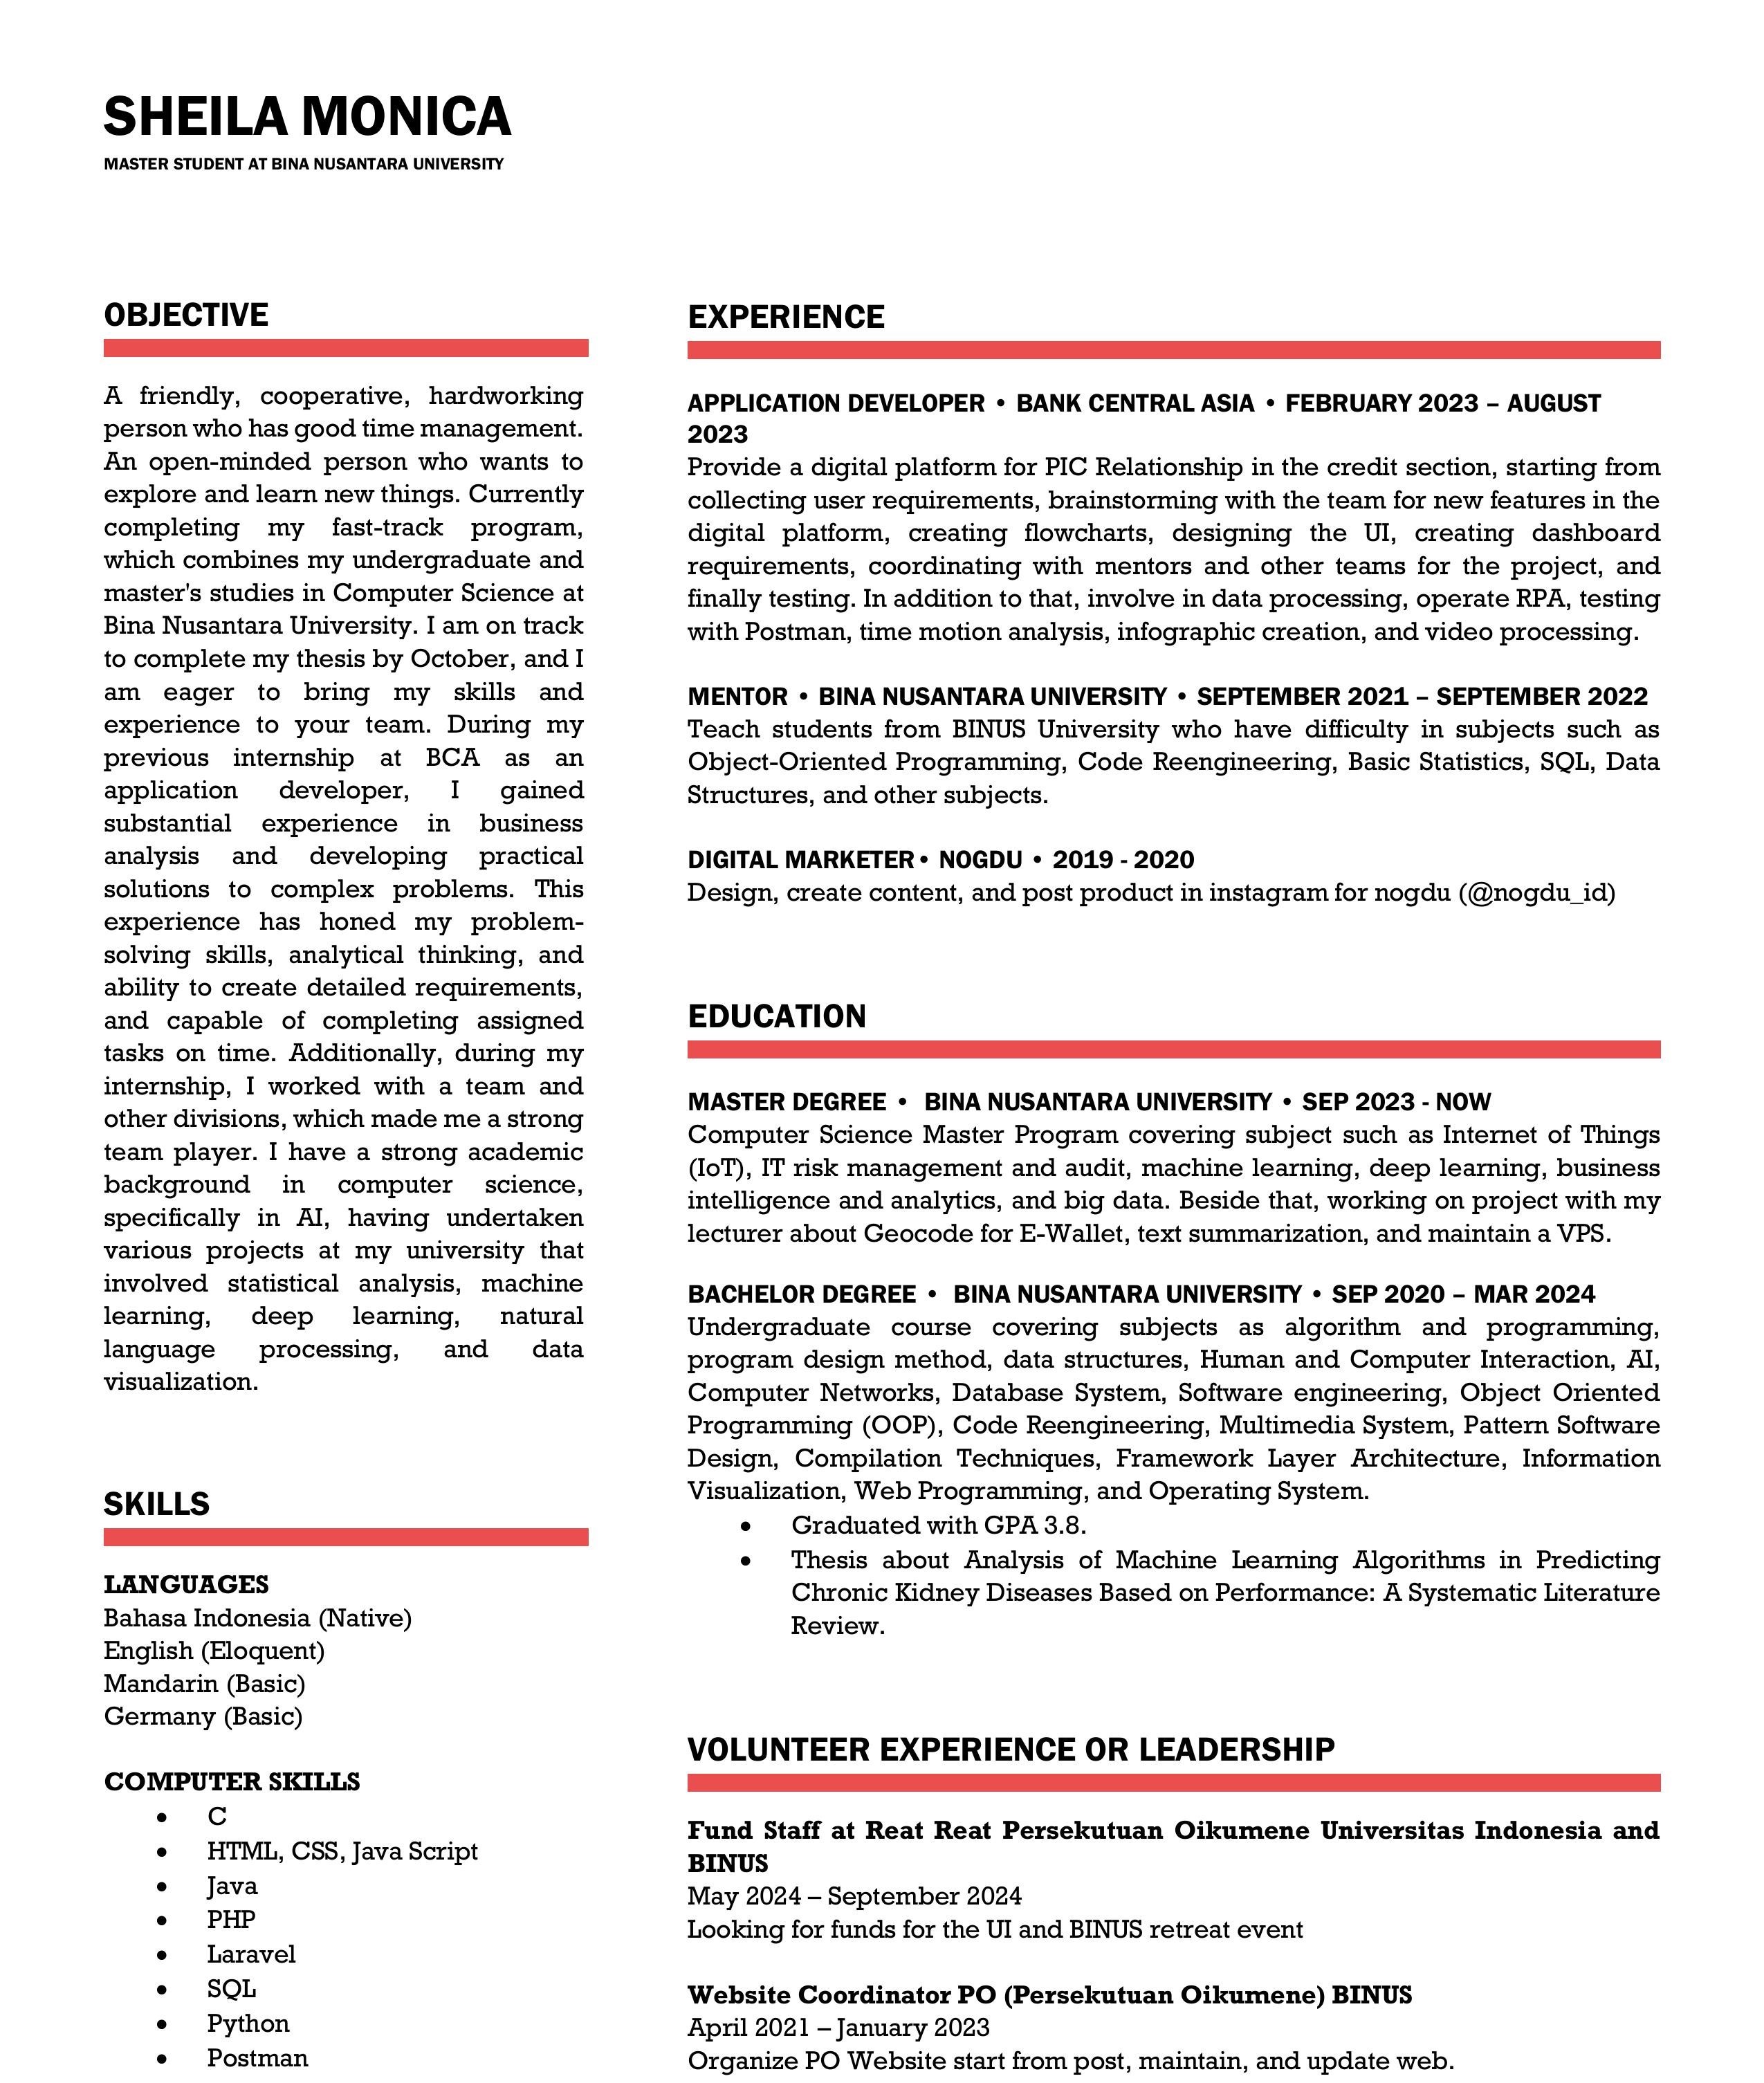 SHEILA MONICA
MASTER STUDENT AT BINA NUSANTARA UNIVERSITY
OBJECTIVE
A friendly, cooperative, hardworking
person who has good time management.
An open-minded person who wants to
explore and learn new things. Currently
completing my fast-track program,
which combines my undergraduate and
master's studies in Computer Science at
Bina Nusantara University. I am on track
to complete my thesis by October, and I
am eager to bring my skills and
experience to your team. During my
previous internship at BCA as an
application developer, I gained
substantial experience in business
analysis and developing practical
solutions to complex problems. This
experience has honed my problem-
solving skills, analytical thinking, and
ability to create detailed requirements,
and capable of completing assigned
tasks on time. Additionally, during my
internship, I worked with a team and
other divisions, which made me a strong
team player. I have a strong academic
background in computer science,
specifically in AI, having undertaken
various projects at my university that
involved statistical analysis, machine
learning, deep learning, natural
language processing, and data
visualization.
SKILLS
LANGUAGES
Bahasa Indonesia (Native)
English (Eloquent)
Mandarin (Basic)
Germany (Basic)
COMPUTER SKILLS
• C
• HTML, CSS, Java Script
• Java
• PHP
• Laravel
• SQL
• Python
• Postman
EXPERIENCE
APPLICATION DEVELOPER • BANK CENTRAL ASIA • FEBRUARY 2023 – AUGUST
2023
Provide a digital platform for PIC Relationship in the credit section, starting from
collecting user requirements, brainstorming with the team for new features in the
digital platform, creating flowcharts, designing the UI, creating dashboard
requirements, coordinating with mentors and other teams for the project, and
finally testing. In addition to that, involve in data processing, operate RPA, testing
with Postman, time motion analysis, infographic creation, and video processing.
MENTOR • BINA NUSANTARA UNIVERSITY • SEPTEMBER 2021 – SEPTEMBER 2022
Teach students from BINUS University who have difficulty in subjects such as
Object-Oriented Programming, Code Reengineering, Basic Statistics, SQL, Data
Structures, and other subjects.
DIGITAL MARKETER• NOGDU • 2019 - 2020
Design, create content, and post product in instagram for nogdu (@nogdu_id)
EDUCATION
MASTER DEGREE • BINA NUSANTARA UNIVERSITY • SEP 2023 - NOW
Computer Science Master Program covering subject such as Internet of Things
(IoT), IT risk management and audit, machine learning, deep learning, business
intelligence and analytics, and big data. Beside that, working on project with my
lecturer about Geocode for E-Wallet, text summarization, and maintain a VPS.
BACHELOR DEGREE • BINA NUSANTARA UNIVERSITY • SEP 2020 – MAR 2024
Undergraduate course covering subjects as algorithm and programming,
program design method, data structures, Human and Computer Interaction, AI,
Computer Networks, Database System, Software engineering, Object Oriented
Programming (OOP), Code Reengineering, Multimedia System, Pattern Software
Design, Compilation Techniques, Framework Layer Architecture, Information
Visualization, Web Programming, and Operating System.
• Graduated with GPA 3.8.
• Thesis about Analysis of Machine Learning Algorithms in Predicting
Chronic Kidney Diseases Based on Performance: A Systematic Literature
Review.
VOLUNTEER EXPERIENCE OR LEADERSHIP
Fund Staff at Reat Reat Persekutuan Oikumene Universitas Indonesia and
BINUS
May 2024 – September 2024
Looking for funds for the UI and BINUS retreat event
Website Coordinator PO (Persekutuan Oikumene) BINUS
April 2021 – January 2023
Organize PO Website start from post, maintain, and update web.